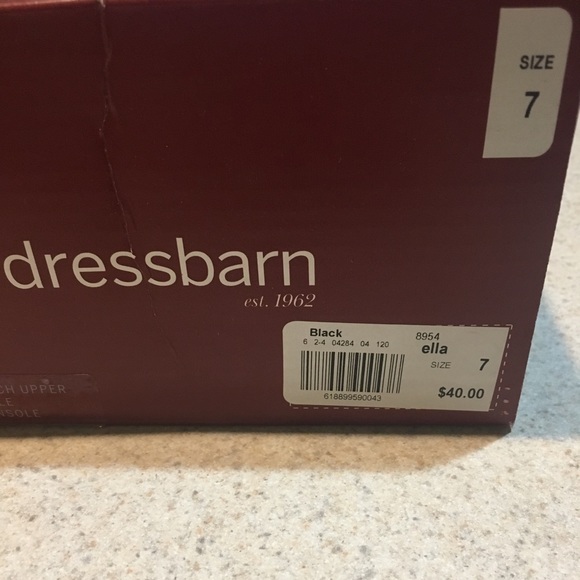 SIZE
7
dressbarn
est. 1962
Black
6 2-4 04284 04 120
8954
ella
SIZE 7
618899590043
$40.00
UPPER